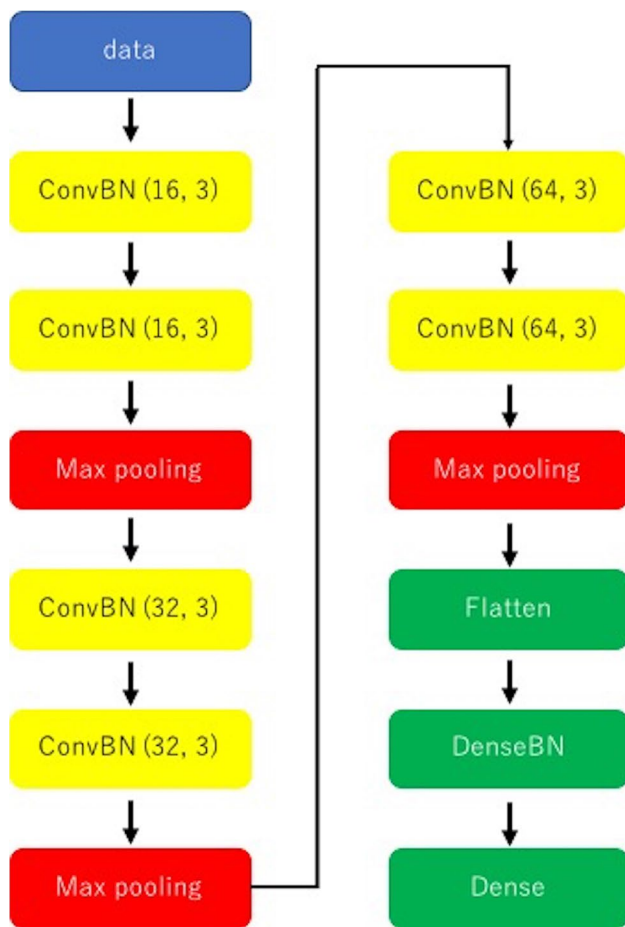 data
ConvBN (16, 3)
ConvBN (16, 3)
Max pooling
ConvBN (32, 3)
ConvBN (32, 3)
Max pooling
ConvBN (64, 3)
ConvBN (64, 3)
Max pooling
Flatten
DenseBN
Dense